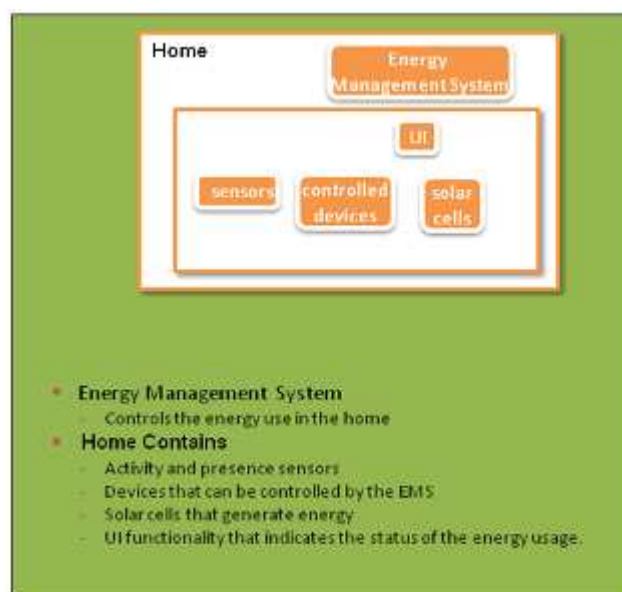 Home
Energy
Management System
UI
sensors
controlled
devices
solar
cells
Energy Management System
- Controls the energy use in the home
Home Contains
- Activity and presence sensors
- Devices that can be controlled by the EMS
- Solar cells that generate energy
- UI functionality that indicates the status of the energy usage.